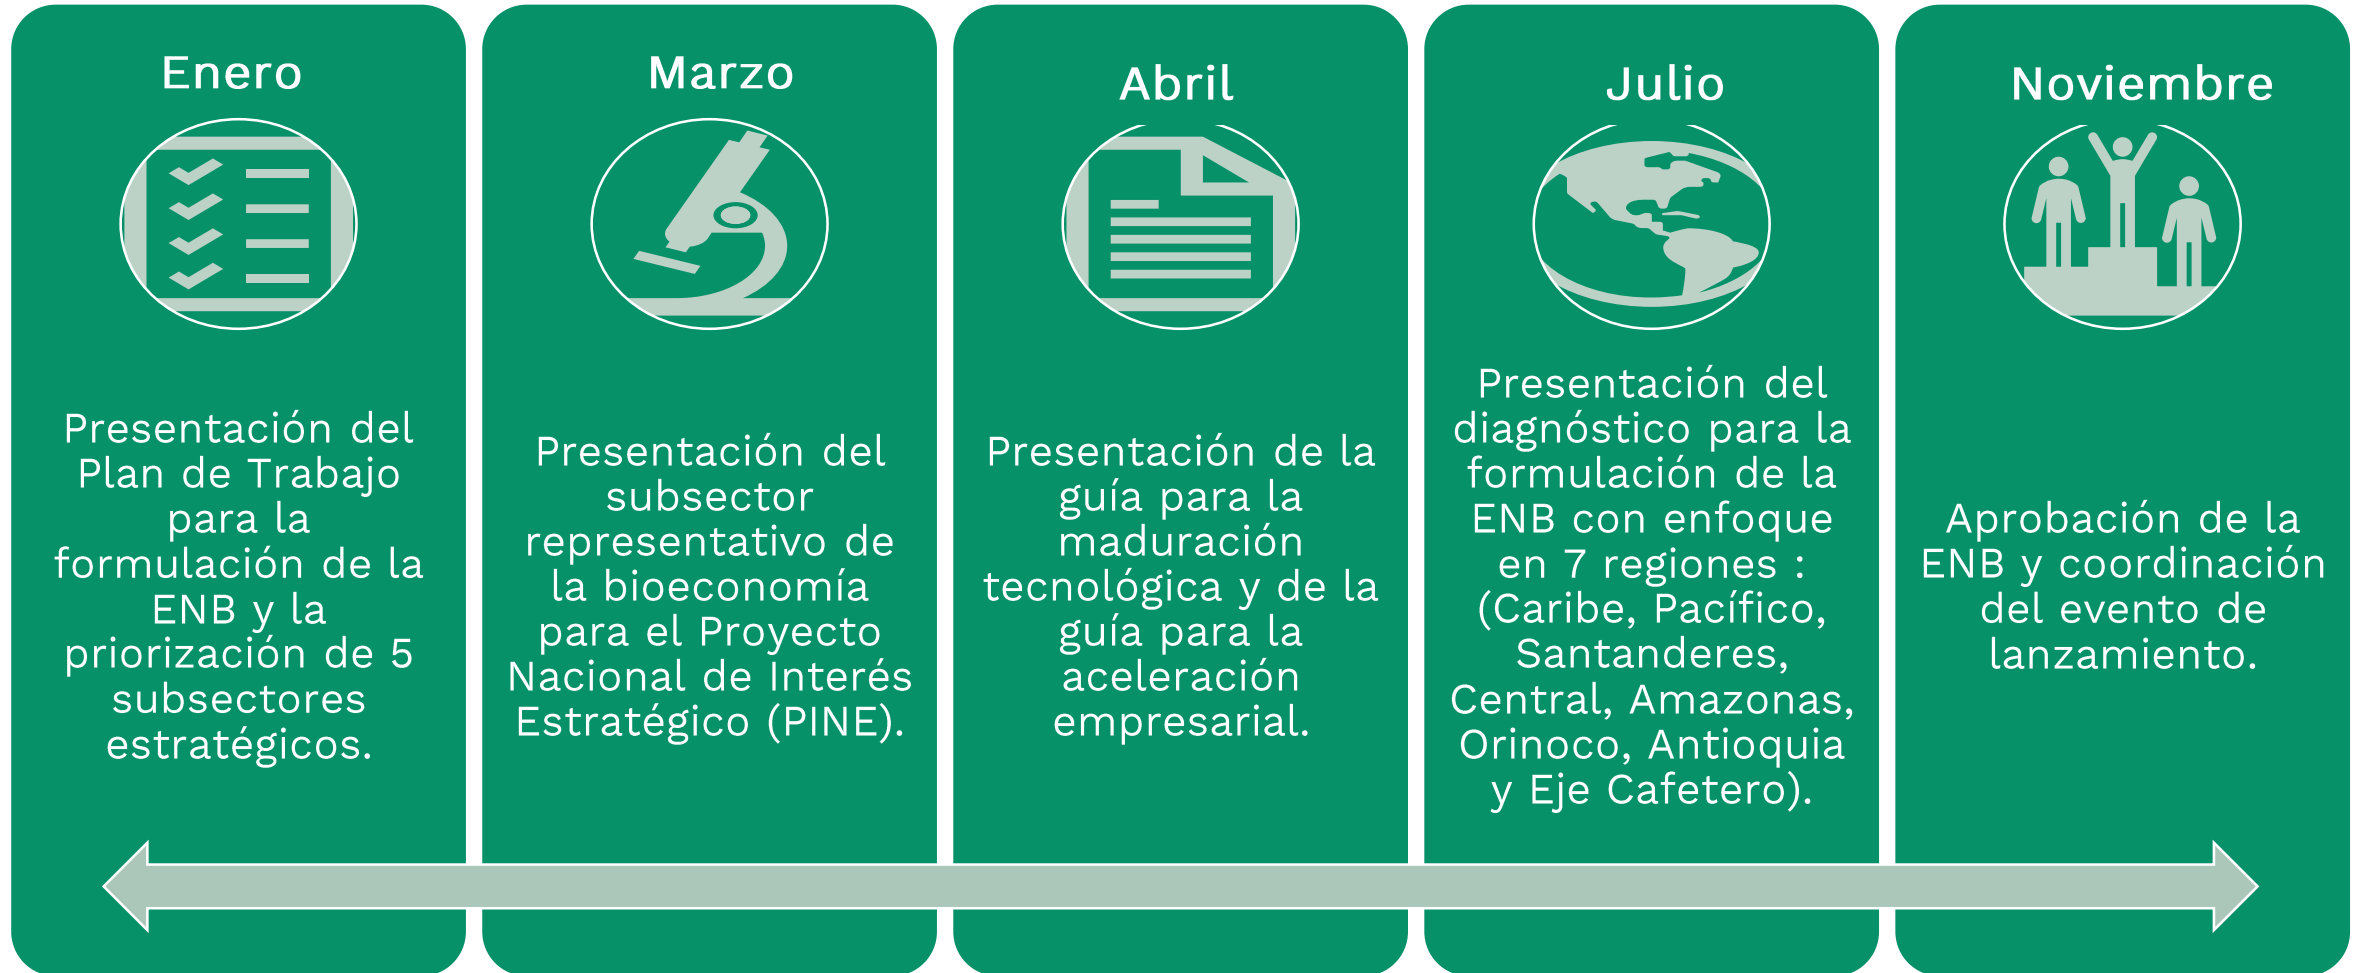 Enero
Presentación del
Plan de Trabajo
para la
formulación de la
ENB y la
priorización de 5
subsectores
estratégicos.
Marzo
Presentación del
subsector
representativo de
la bioeconomía
para el Proyecto
Nacional de Interés
Estratégico (PINE).
Abril
Presentación de la
guía para la
maduración
tecnológica y de la
guía para la
aceleración
empresarial.
Julio
Presentación del
diagnóstico para la
formulación de la
ENB con enfoque
en 7 regiones :
(Caribe, Pacífico,
Santanderes,
Central, Amazonas,
Orinoco, Antioquia
y Eje Cafetero).
Noviembre
Aprobación de la
ENB y coordinación
del evento de
lanzamiento.